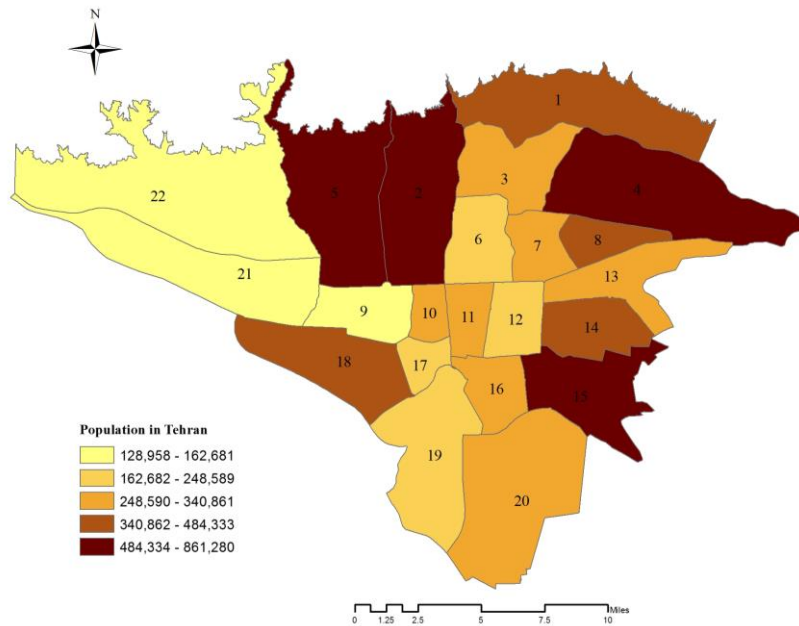 N
1
5
2
3
4
22
6
7
8
21
13
9
10
11
12
14
18
17
16
15
19
20
Population in Tehran
128,958 - 162,681
162,682 - 248,589
248,590 - 340,861
340,862 - 484,333
484,334 - 861,280
Miles
0 1.25 2.5 5 7.5 10